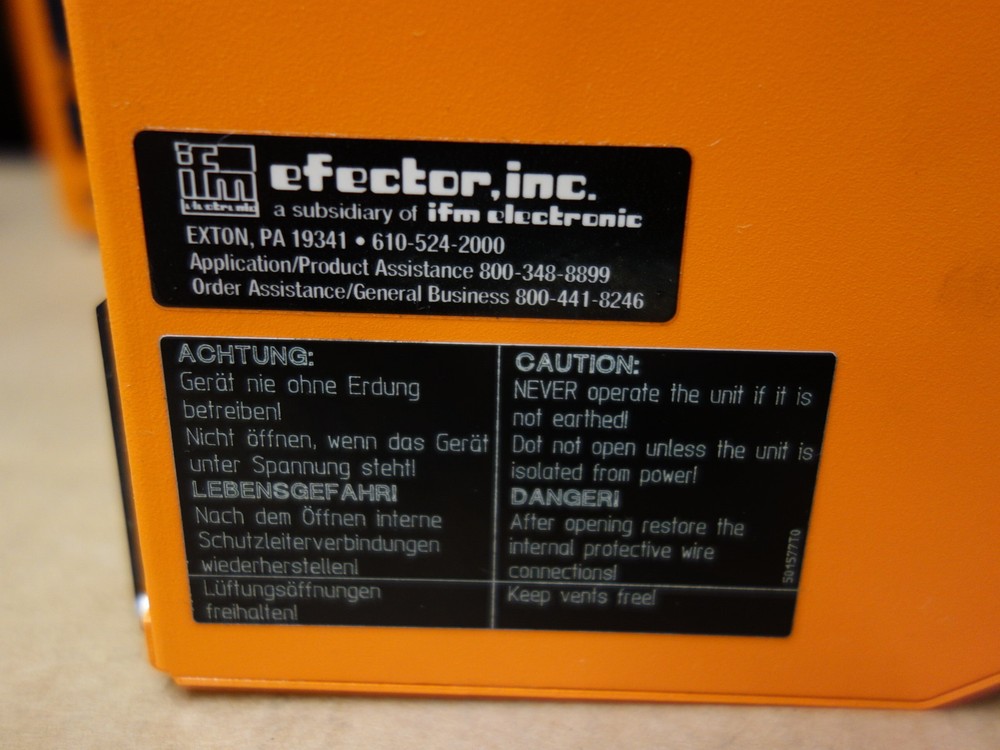 ifm
electronic
efector, inc.
a subsidiary of ifm electronic
EXTON, PA 19341 • 610-524-2000
Application/Product Assistance 800-348-8899
Order Assistance/General Business 800-441-8246
ACHTUNG:
Gerät nie ohne Erdung
betreiben!
Nicht öffnen, wenn das Gerät
unter Spannung steht!
LEBENSGEFAHR!
Nach dem Öffnen interne
Schutzleiterverbindungen
wiederherstellen!
Lüftungsöffnungen
freihalten!
CAUTION:
NEVER operate the unit if it is
not earthed!
Dot not open unless the unit is
isolated from power!
DANGER!
After opening restore the
internal protective wire
connections!
Keep vents free!
501577T0